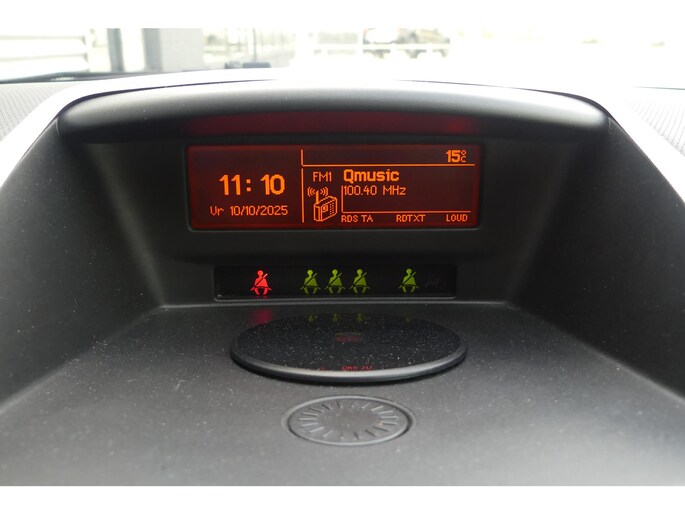 15°C
11:10
Vr 10/10/2025
FM1 Qmusic
100.40 MHz
RDS TA RDTXT LOUD